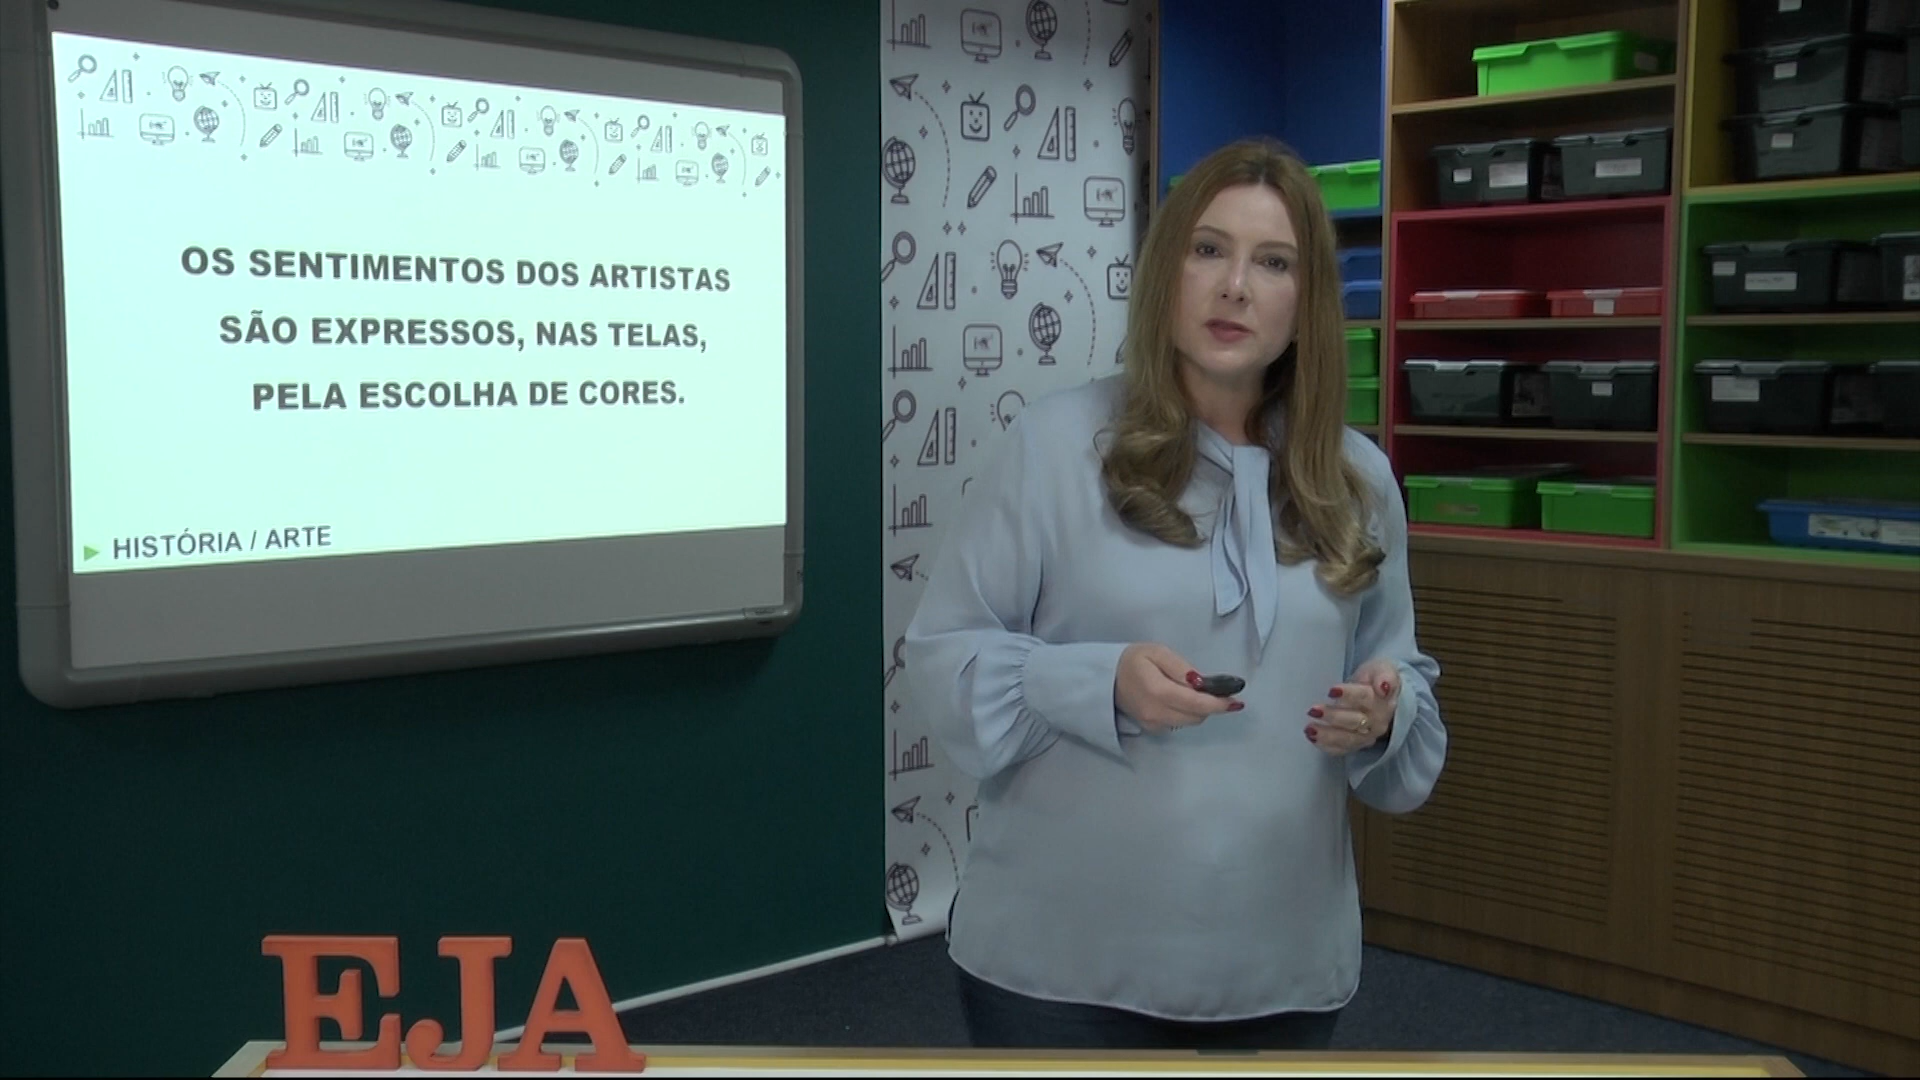 OS SENTIMENTOS DOS ARTISTAS
SÃO EXPRESSOS, NAS TELAS,
PELA ESCOLHA DE CORES.
HISTÓRIA / ARTE
EJA